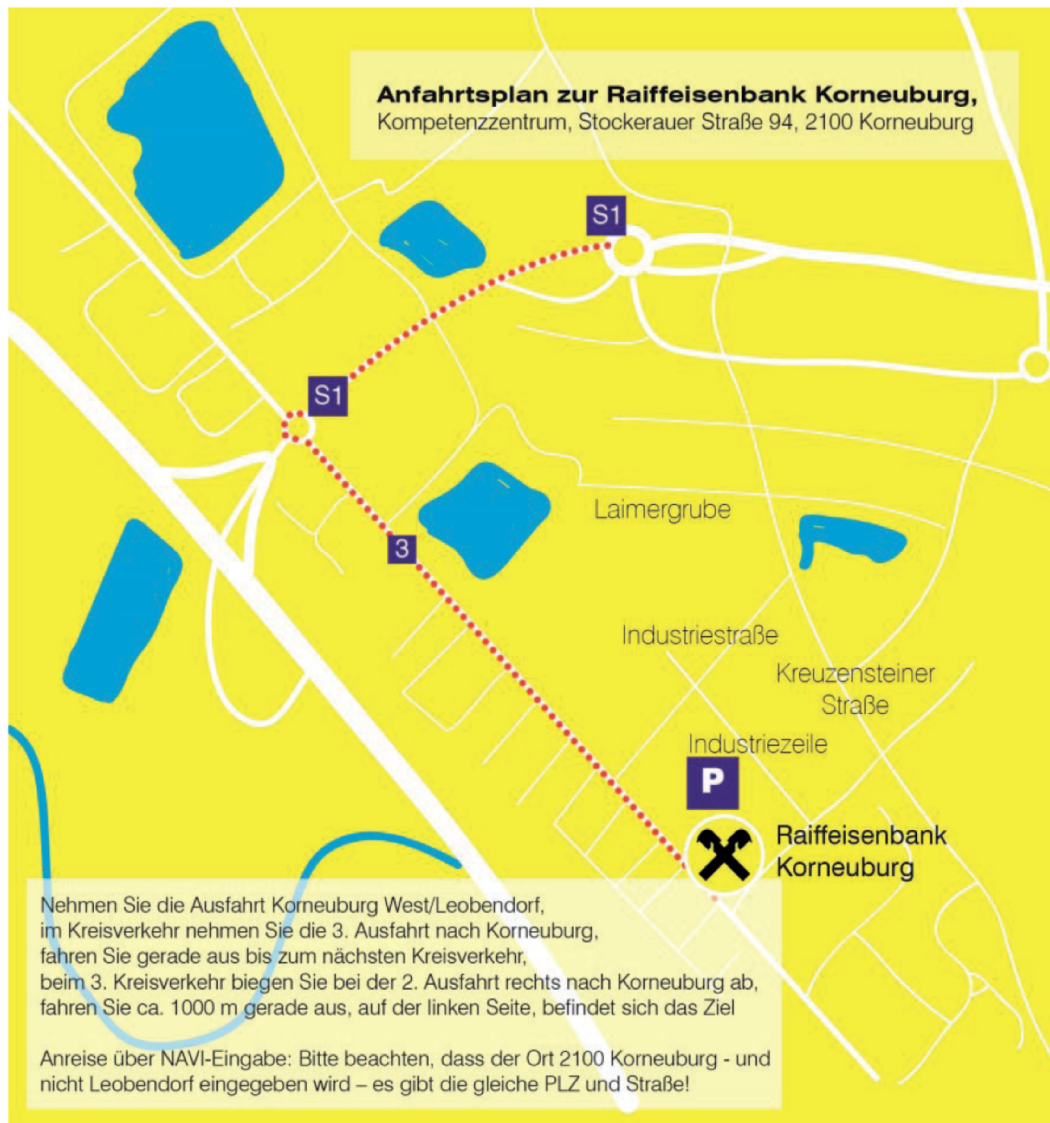 Anfahrtsplan zur Raiffeisenbank Korneuburg,
Kompetenzzentrum, Stockerauer Straße 94, 2100 Korneuburg
S1
S1
3
Laimergrube
Industriestraße
Kreuzensteiner
Straße
Industriezeile
P
Raiffeisenbank
Korneuburg
Nehmen Sie die Ausfahrt Korneuburg West/Leobendorf,
im Kreisverkehr nehmen Sie die 3. Ausfahrt nach Korneuburg,
fahren Sie gerade aus bis zum nächsten Kreisverkehr,
beim 3. Kreisverkehr biegen Sie bei der 2. Ausfahrt rechts nach Korneuburg ab,
fahren Sie ca. 1000 m gerade aus, auf der linken Seite, befindet sich das Ziel
Anreise über NAVI-Eingabe: Bitte beachten, dass der Ort 2100 Korneuburg - und
nicht Leobendorf eingegeben wird – es gibt die gleiche PLZ und Straße!